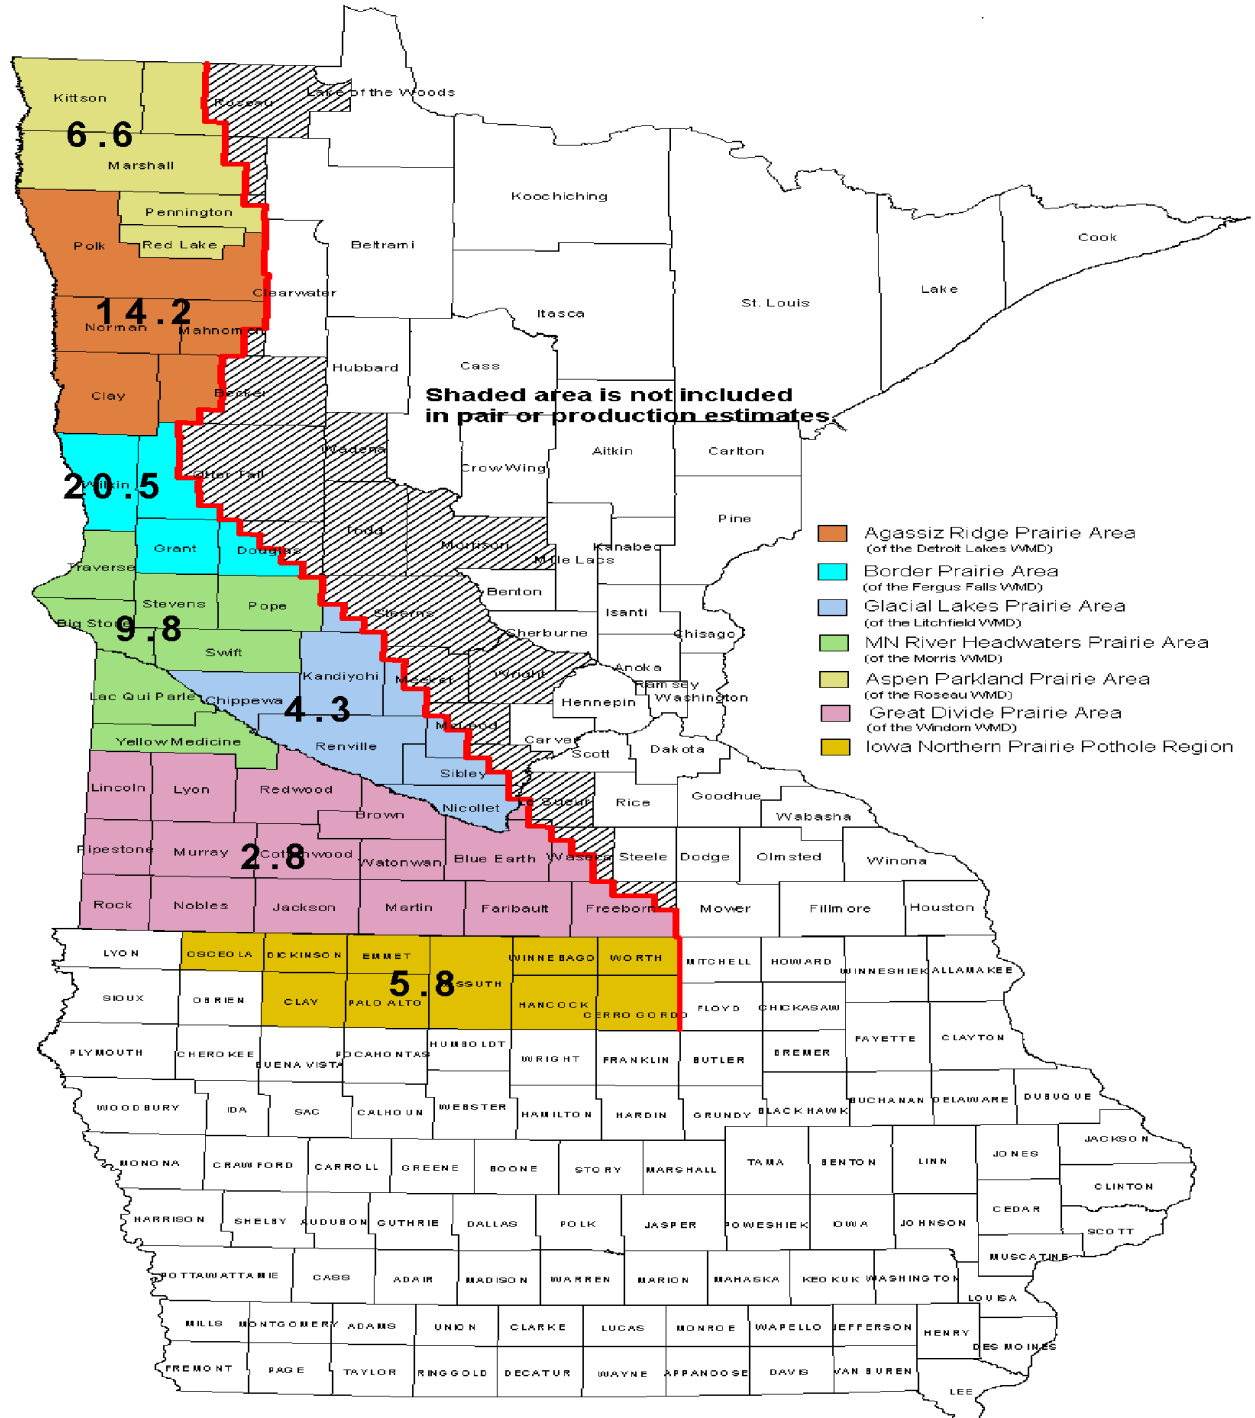 Kittson
Roseau
Lake of the Woods
6.6
Marshall
Koochiching
Pennington
Polk
Red Lake
Beltrami
Cook
Clearwater
Lake
St. Louis
14.2
Itasca
Norman
Mahnomen
Hubbard
Cass
Clay
Becker
Shaded area is not included
in pair or production estimates.
Wadena
Crow Wing
Aitkin
Carlton
Otter Tail
Wilkin
20.5
Pine
Todd
Morrison
Grant
Douglas
Mille Lacs
Kanabec
Traverse
Benton
Stevens
Pope
Stearns
Isanti
Big Stone
9.8
Sherburne
Chisago
Swift
Anoka
Kandiyohi
Meeker
Wright
Ramsey
Washington
Lac Qui Parle
Chippewa
4.3
Hennepin
McLeod
Carver
Yellow Medicine
Renville
Scott
Dakota
Sibley
Lincoln
Lyon
Redwood
Nicollet
Le Sueur
Rice
Goodhue
Brown
Wabasha
Pipestone
Murray
Cottonwood
2.8
Watonwan
Blue Earth
Waseca
Steele
Dodge
Olmsted
Winona
Rock
Nobles
Jackson
Martin
Faribault
Freeborn
Mower
Fillmore
Houston
Agassiz Ridge Prairie Area
(of the Detroit Lakes WMD)
Border Prairie Area
(of the Fergus Falls WMD)
Glacial Lakes Prairie Area
(of the Litchfield WMD)
MN River Headwaters Prairie Area
(of the Morris WMD)
Aspen Parkland Prairie Area
(of the Roseau WMD)
Great Divide Prairie Area
(of the Windom WMD)
Iowa Northern Prairie Pothole Region
LYON
OSCEOLA
DICKINSON
EMMET
WINNEBAGO
WORTH
MITCHELL
HOWARD
WINNESHIEK
ALLAMAKEE
5.8
SIOUX
OBRIEN
CLAY
PALO ALTO
HANCOCK
CERRO GORDO
FLOYD
CHICKASAW
PLYMOUTH
CHEROKEE
BUENA VISTA
POCAHONTAS
HUMBOLDT
WRIGHT
FRANKLIN
BUTLER
BREMER
FAYETTE
CLAYTON
WOODBURY
IDA
SAC
CALHOUN
WEBSTER
HAMILTON
HARDIN
GRUNDY
BLACK HAWK
BUCHANAN
DELAWARE
DUBUQUE
MONONA
CRAWFORD
CARROLL
GREENE
BOONE
STORY
MARSHALL
TAMA
BENTON
LINN
JONES
JACKSON
CLINTON
HARRISON
SHELBY
AUDUBON
GUTHRIE
DALLAS
POLK
JASPER
POWESHIEK
IOWA
JOHNSON
CEDAR
SCOTT
MUSCATINE
POTTAWATTAMIE
CASS
ADAIR
MADISON
WARREN
MARION
MAHASKA
KEOKUK
WASHINGTON
LOUISA
MILLS
MONTGOMERY
ADAMS
UNION
CLARKE
LUCAS
MONROE
WAPELLO
JEFFERSON
HENRY
DES MOINES
FREMONT
PAGE
TAYLOR
RINGGOLD
DECATUR
WAYNE
APPANOOSE
DAVIS
VAN BUREN
LEE